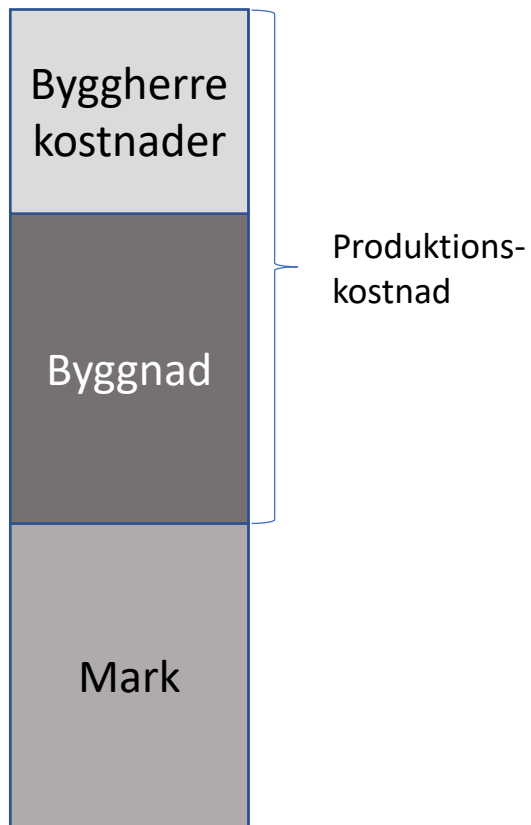 Byggherre
kostnader
Produktions-
kostnad
Byggnad
Mark